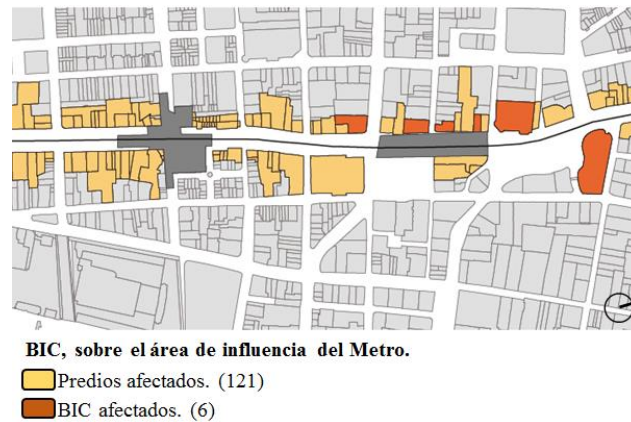 BIC, sobre el área de influencia del Metro.
Predios afectados. (121)
BIC afectados. (6)